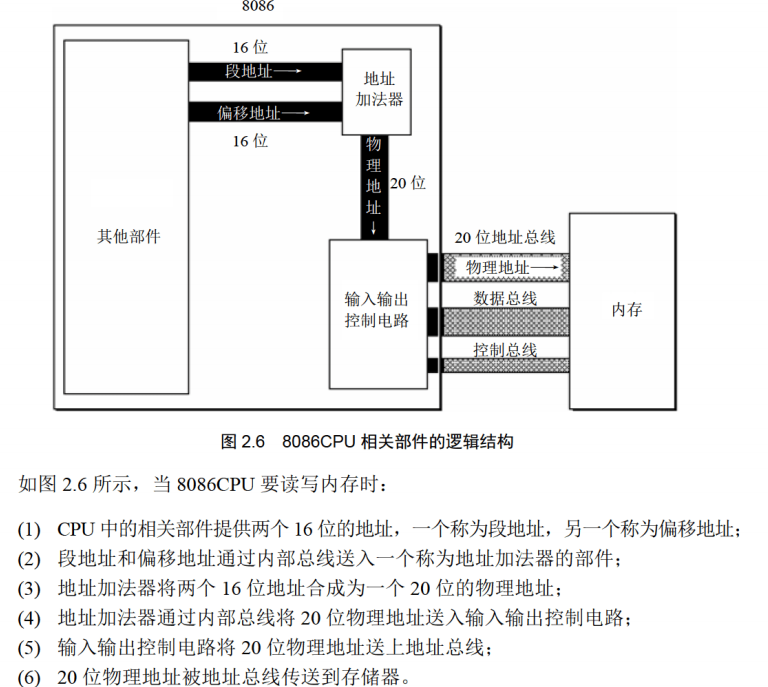 8086
16 位
段地址→
地址
加法器
偏移地址→
16 位
物理地址↓
20 位
其他部件
20 位地址总线
物理地址→
输入输出
控制电路
数据总线
内存
控制总线
图 2.6 8086CPU 相关部件的逻辑结构
如图 2.6 所示，当 8086CPU 要读写内存时：
(1) CPU 中的相关部件提供两个 16 位的地址，一个称为段地址，另一个称为偏移地址；
(2) 段地址和偏移地址通过内部总线送入一个称为地址加法器的部件；
(3) 地址加法器将两个 16 位地址合成为一个 20 位的物理地址；
(4) 地址加法器通过内部总线将 20 位物理地址送入输入输出控制电路；
(5) 输入输出控制电路将 20 位物理地址送上地址总线；
(6) 20 位物理地址被地址总线传送到存储器。